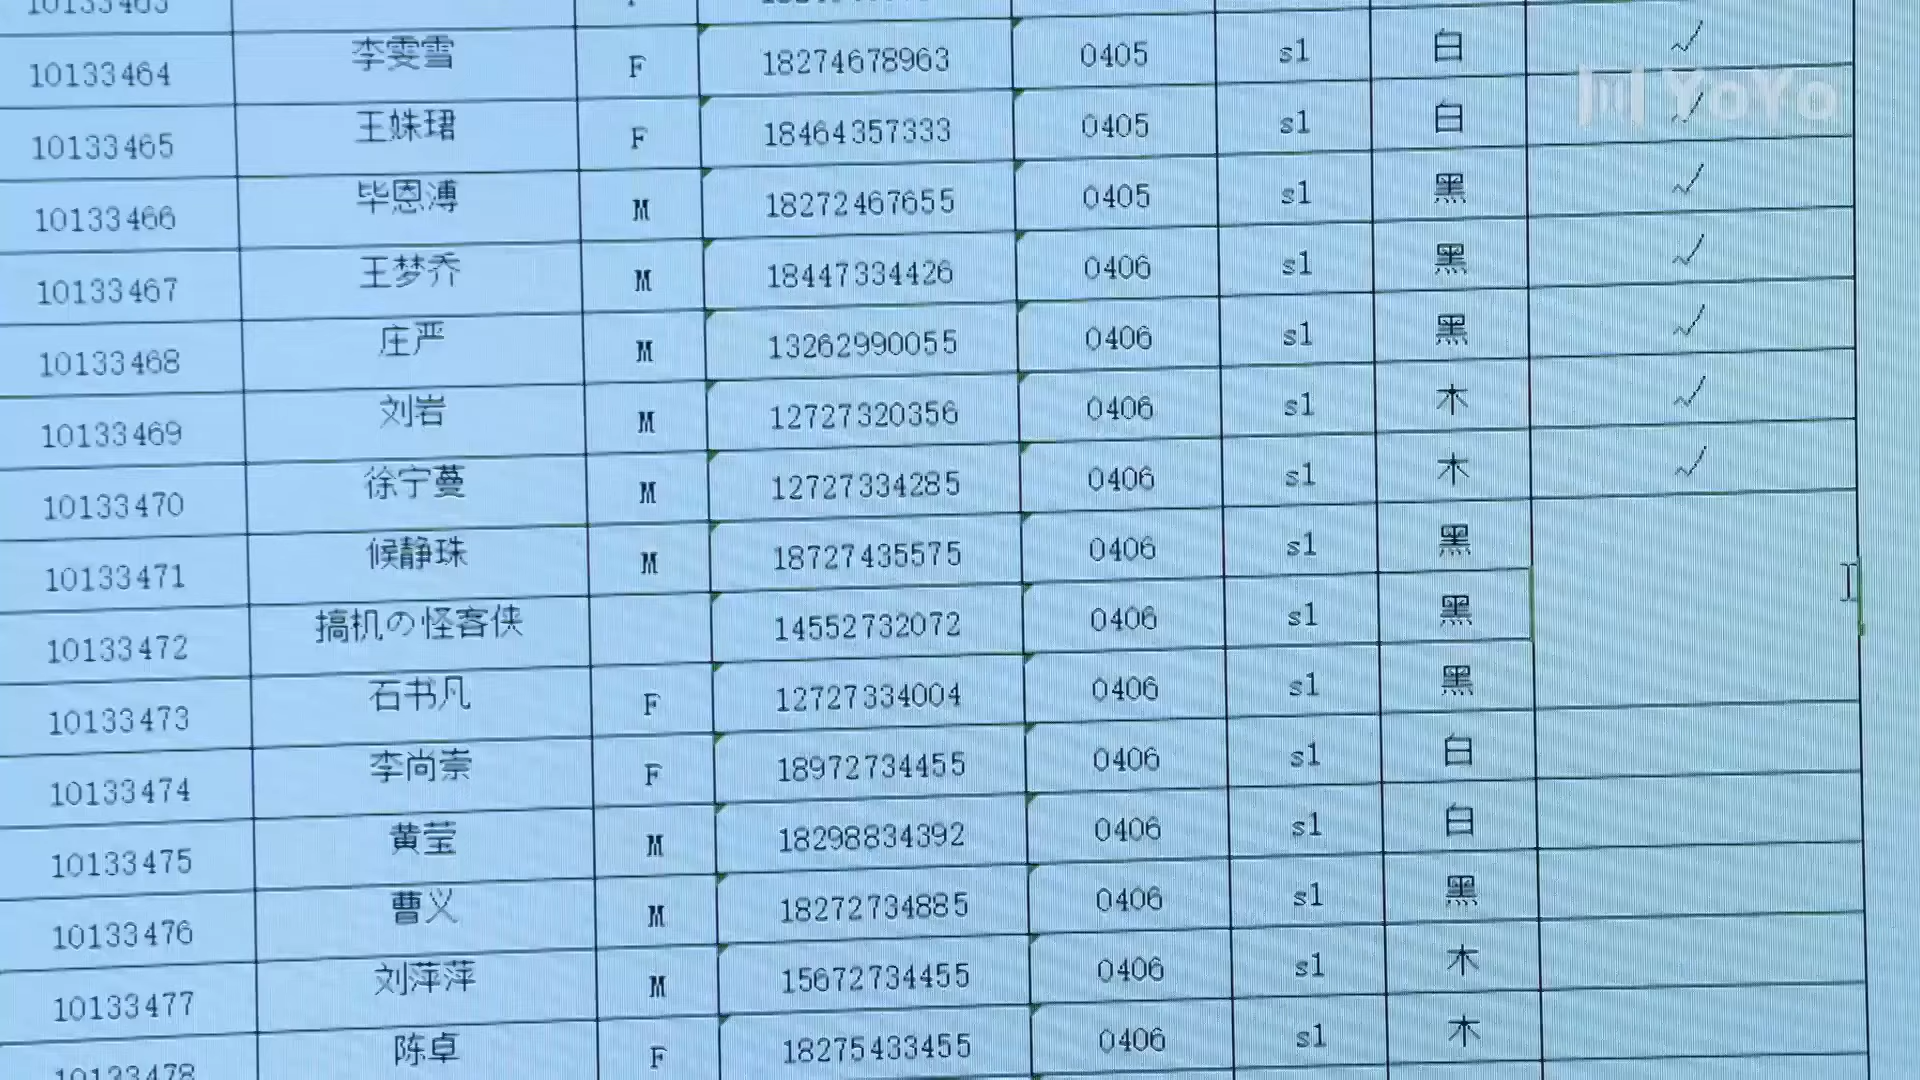 10133464 李雯雪 F 18274678963 0405 s1 白 ✓
YoYo
10133465 王姝珺 F 18464357333 0405 s1 白 ✓
10133466 毕恩溥 M 18272467655 0405 s1 黑 ✓
10133467 王梦乔 M 18447334426 0406 s1 黑 ✓
10133468 庄严 M 13262990055 0406 s1 黑 ✓
10133469 刘岩 M 12727320356 0406 s1 木 ✓
10133470 徐宁蔓 M 12727334285 0406 s1 木 ✓
10133471 候静珠 M 18727435575 0406 s1 黑
10133472 搞机の怪客侠 14552732072 0406 s1 黑
10133473 石书凡 F 12727334004 0406 s1 黑
10133474 李尚崇 F 18972734455 0406 s1 白
10133475 黄莹 M 18298834392 0406 s1 白
10133476 曹义 M 18272734885 0406 s1 黑
10133477 刘萍萍 M 15672734455 0406 s1 木
10133478 陈卓 F 18275433455 0406 s1 木